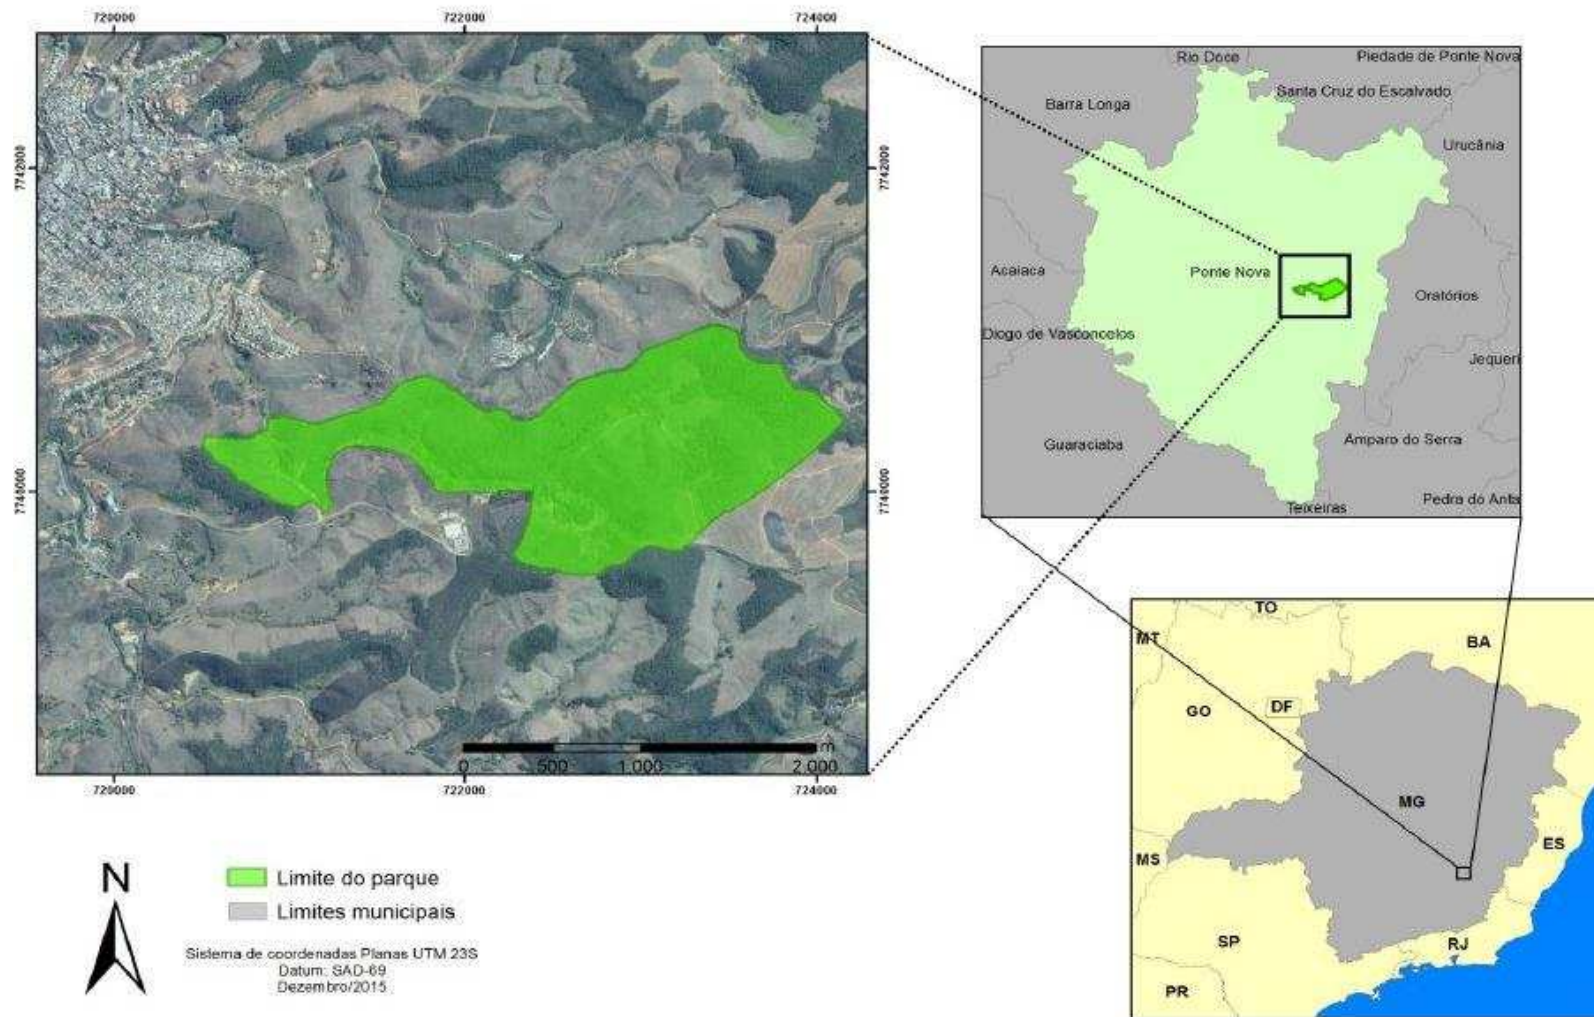 720000
722000
724000
7742000
7742000
7740000
7740000
0
500
1.000
2.000
m
720000
722000
724000
Rio Doce
Piedade de Ponte Nova
Santa Cruz do Escalvado
Barra Longa
Urucânia
Acaiaca
Ponte Nova
Oratórios
Diogo de Vasconcelos
Jequeri
Guaraciaba
Amparo do Serra
Pedra do Anta
Teixeiras
TO
MT
BA
GO
DF
MG
ES
MS
SP
RJ
PR
N
Limite do parque
Limites municipais
Sistema de coordenadas Planas UTM 23S
Datum: SAD-69
Dezembro/2015